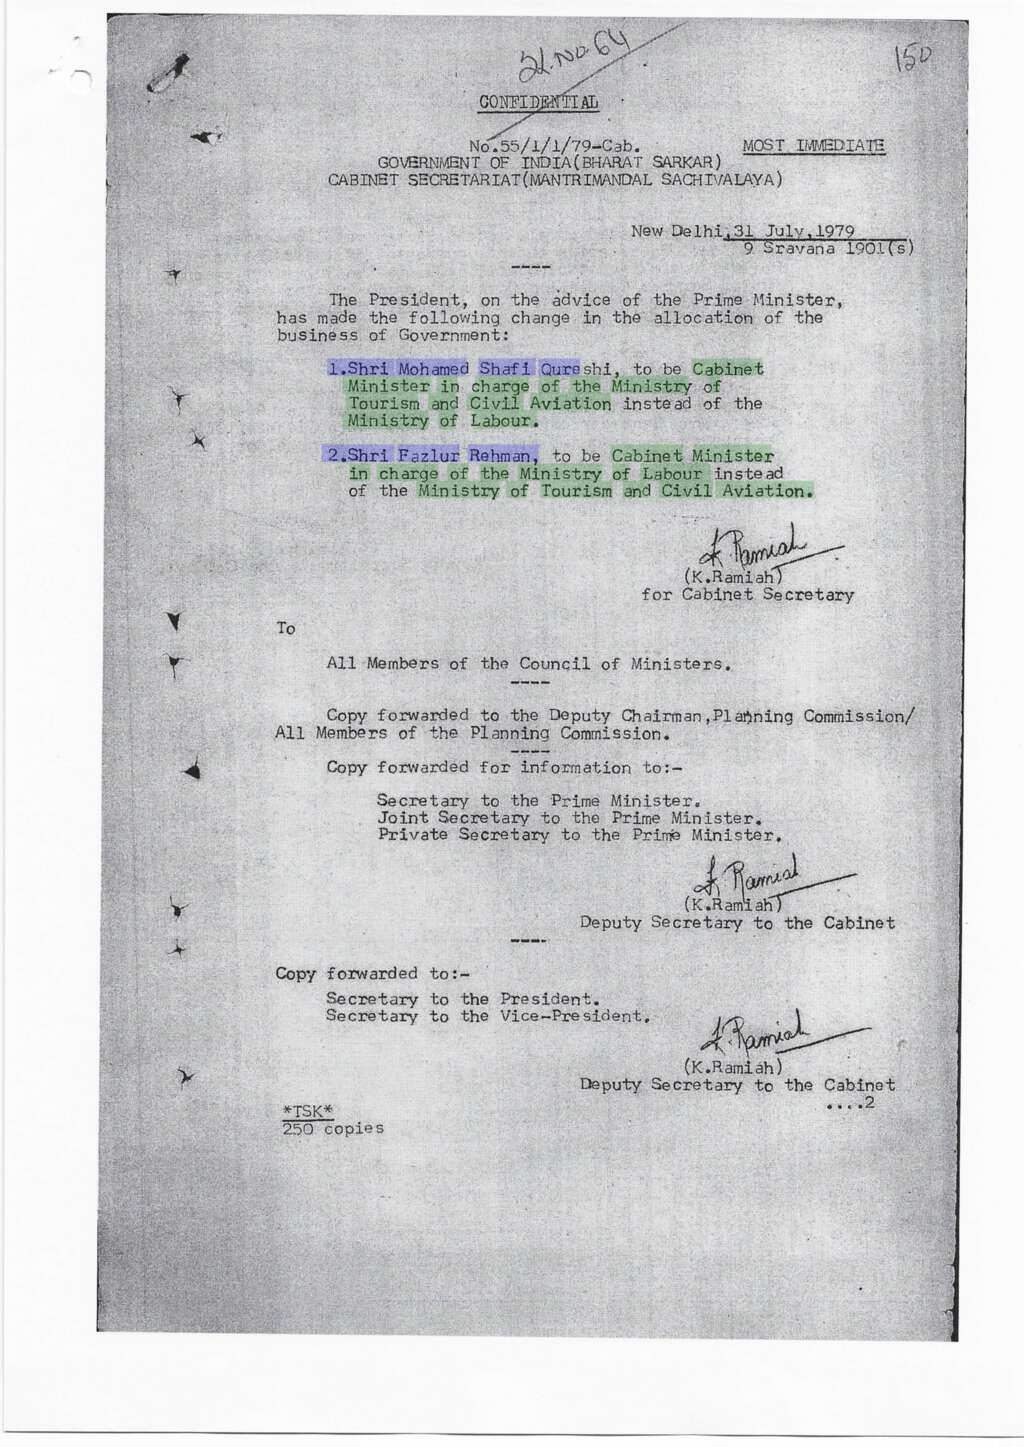 Sl.No 64
150
CONFIDENTIAL
No.55/1/1/79-Cab. MOST IMMEDIATE
GOVERNMENT OF INDIA(BHARAT SARKAR)
CABINET SECRETARIAT(MANTRIMANDAL SACHIVALAYA)
New Delhi,31 July,1979
9 Sravana 1901(s)
----
The President, on the advice of the Prime Minister,
has made the following change in the allocation of the
business of Government:
1.Shri Mohamed Shafi Qureshi, to be Cabinet
Minister in charge of the Ministry of
Tourism and Civil Aviation instead of the
Ministry of Labour.
2.Shri Fazlur Rehman, to be Cabinet Minister
in charge of the Ministry of Labour instead
of the Ministry of Tourism and Civil Aviation.
K. Ramiah
(K.Ramiah)
for Cabinet Secretary
To
All Members of the Council of Ministers.
----
Copy forwarded to the Deputy Chairman,Planning Commission/
All Members of the Planning Commission.
----
Copy forwarded for information to:-
Secretary to the Prime Minister.
Joint Secretary to the Prime Minister.
Private Secretary to the Prime Minister.
K. Ramiah
(K.Ramiah)
Deputy Secretary to the Cabinet
----
Copy forwarded to:-
Secretary to the President.
Secretary to the Vice-President.
K. Ramiah
(K.Ramiah)
Deputy Secretary to the Cabinet
....2
*TSK*
250 copies